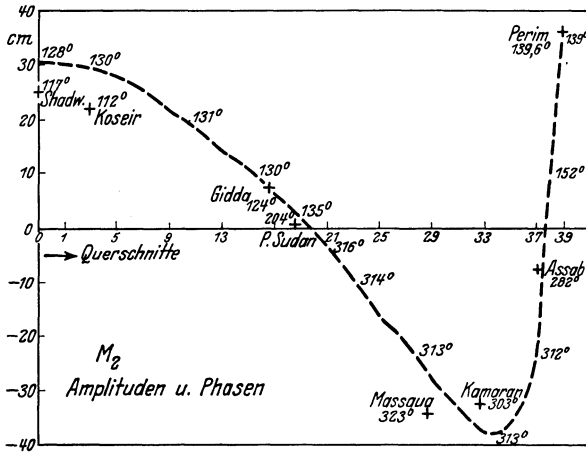 40
cm
30
20
10
0
-10
-20
-30
-40
0 1 5 9 13 17 21 25 29 33 37 39
→ Querschnitte
128°
130°
117°
Shadw.
112°
Koseir
131°
130°
Gidda
124°
204°
135°
P. Sudan
316°
314°
313°
Massaua
323°
Kamaran
303°
313°
312°
Assab
282°
152°
Perim
139,6°
139°
M₂
Amplituden u. Phasen